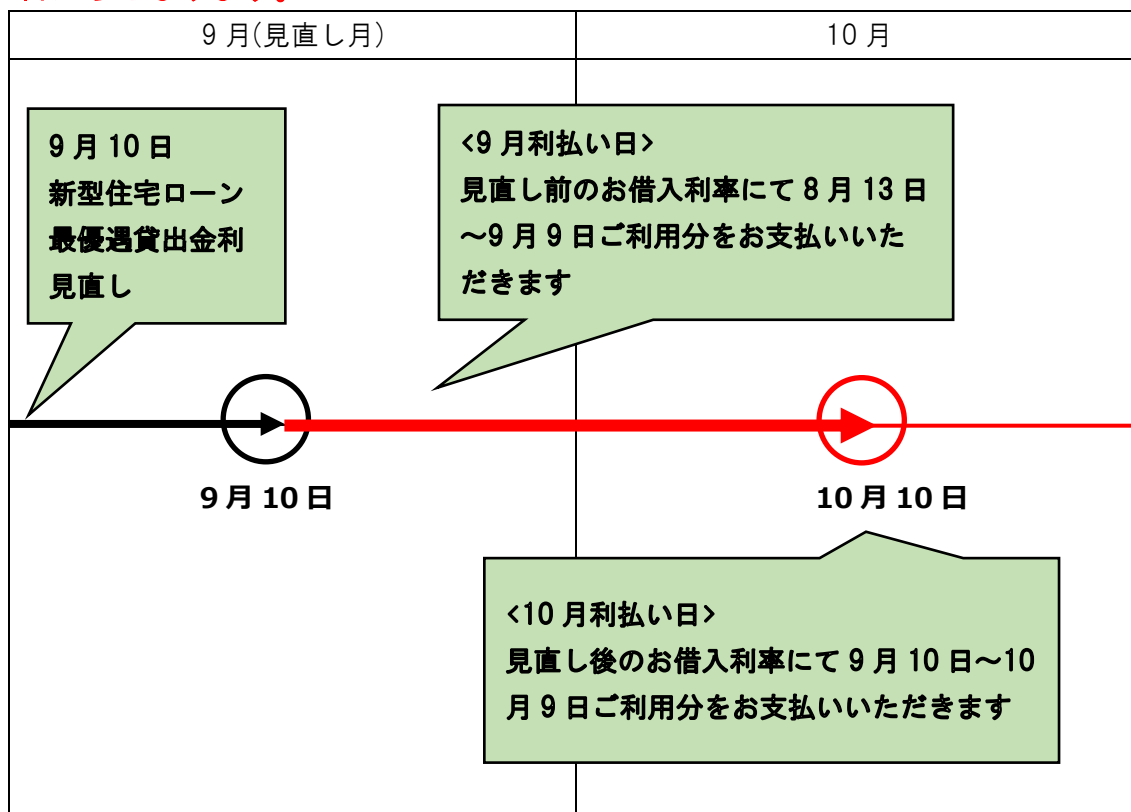 9月(見直し月)
10月
9月10日
新型住宅ローン
最優遇貸出金利
見直し
<9月利払い日>
見直し前のお借入利率にて8月13日
～9月9日ご利用分をお支払いいた
だきます
9月10日
10月10日
<10月利払い日>
見直し後のお借入利率にて9月10日～10
月9日ご利用分をお支払いいただきます